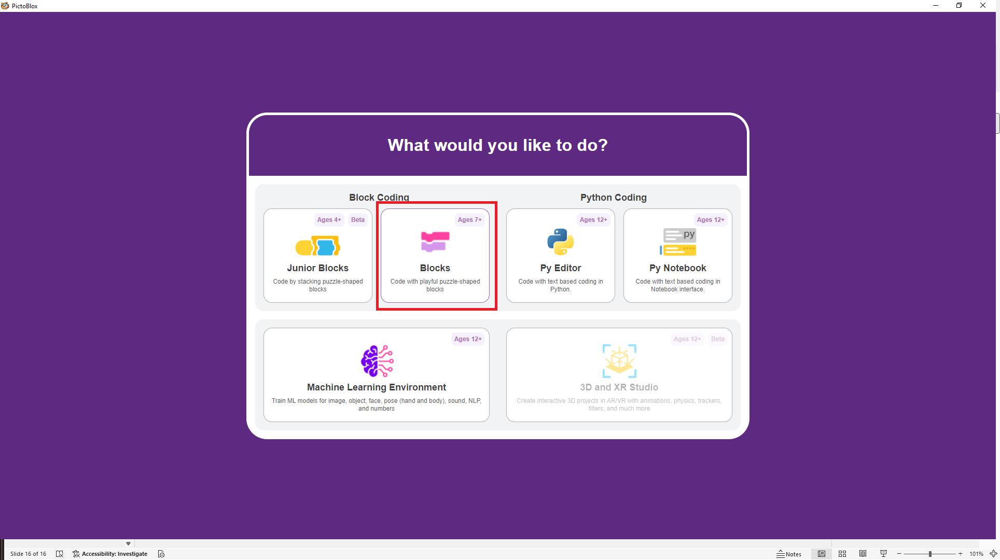 PictoBlox
What would you like to do?
Block Coding
Python Coding
Ages 4+ Beta
Junior Blocks
Code by stacking puzzle-shaped
blocks
Ages 7+
Blocks
Code with playful puzzle-shaped
blocks
Ages 12+
Py Editor
Code with text based coding in
Python.
Ages 12+
py
Py Notebook
Code with text based coding in
Notebook interface.
Ages 12+
Machine Learning Environment
Train ML models for image, object, face, pose (hand and body), sound, NLP,
and numbers
Ages 12+ Beta
3D and XR Studio
Create interactive 3D projects in AR/VR with animations, physics, trackers,
filters, and much more
Slide 16 of 16 Accessibility: Investigate Notes 101%